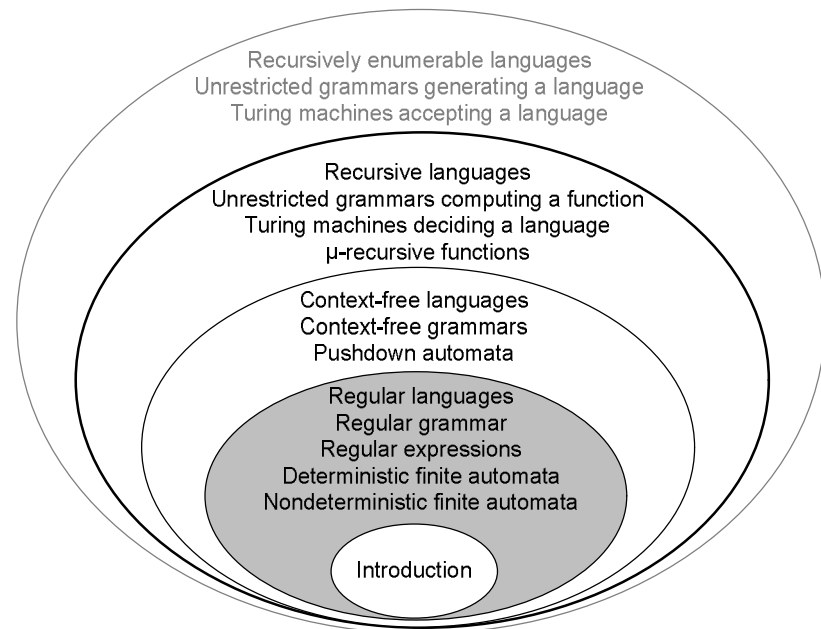 Recursively enumerable languages
Unrestricted grammars generating a language
Turing machines accepting a language
Recursive languages
Unrestricted grammars computing a function
Turing machines deciding a language
μ-recursive functions
Context-free languages
Context-free grammars
Pushdown automata
Regular languages
Regular grammar
Regular expressions
Deterministic finite automata
Nondeterministic finite automata
Introduction